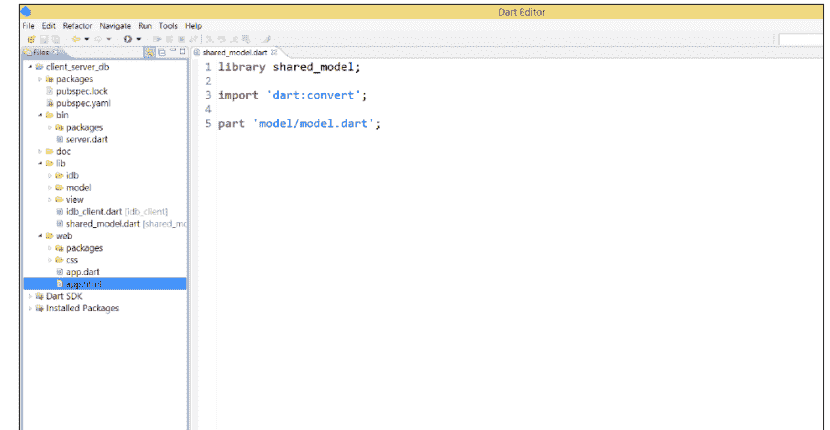 Dart Editor
File Edit Refactor Navigate Run Tools Help
Files
shared_model.dart
client_server_db
packages
pubspec.lock
pubspec.yaml
bin
packages
server.dart
doc
lib
idb
model
view
idb_client.dart [idb_client]
shared_model.dart [shared_mo
web
packages
css
app.dart
Dart SDK
Installed Packages
1 library shared_model;
2
3 import 'dart:convert';
4
5 part 'model/model.dart';